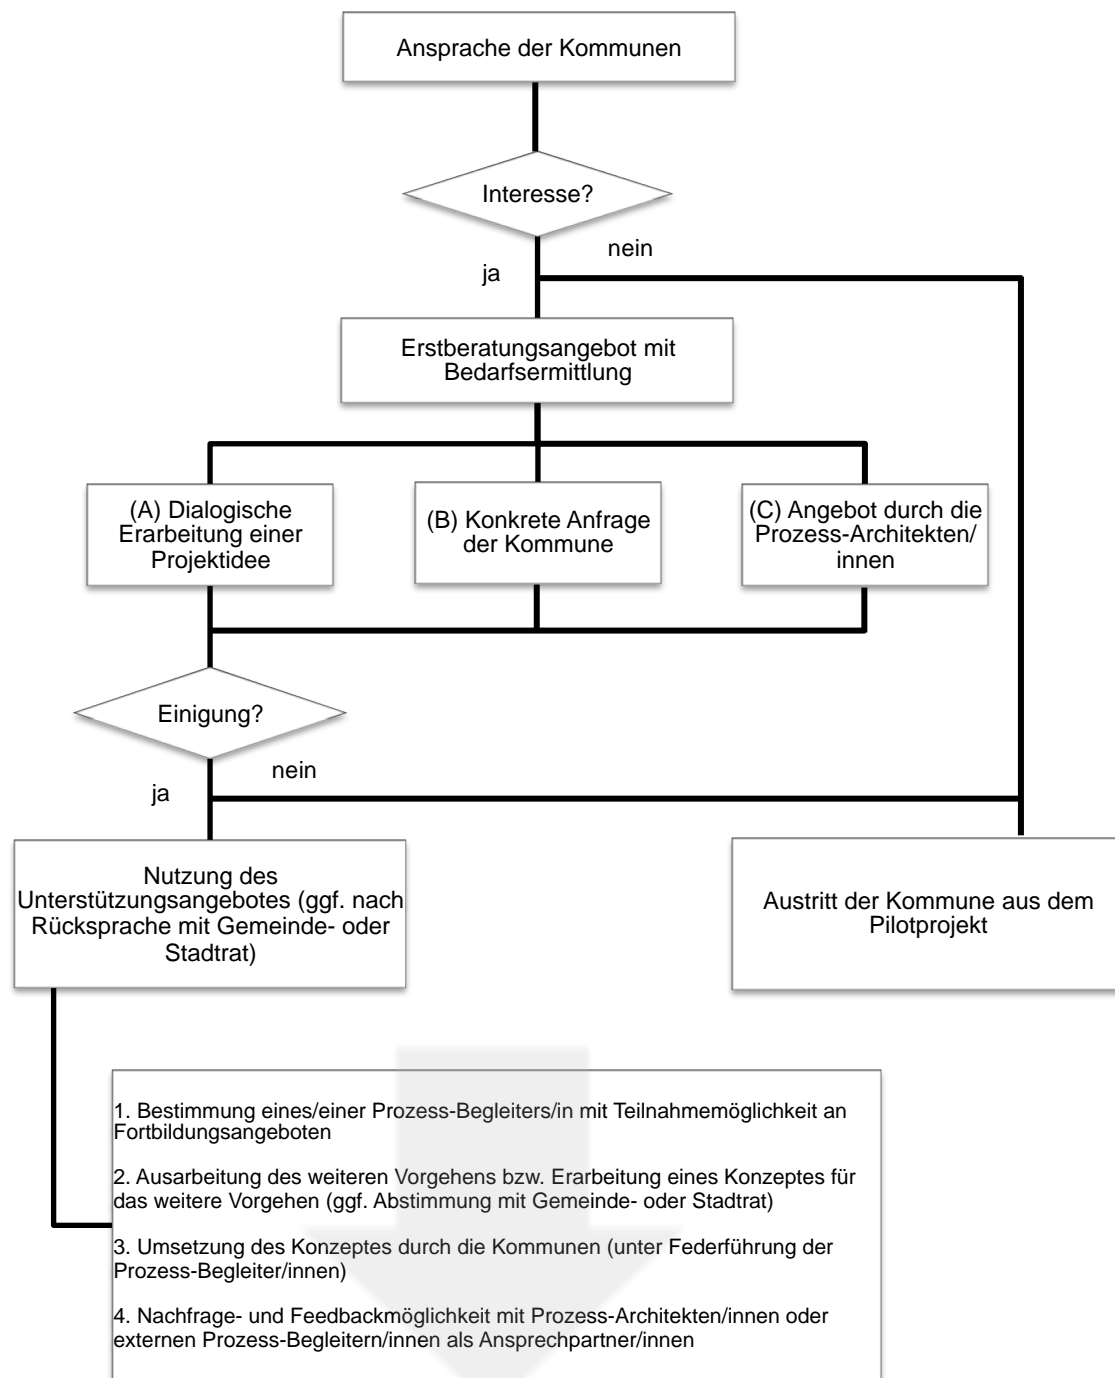 Ansprache der Kommunen
Interesse?
nein
ja
Erstberatungsangebot mit
Bedarfsermittlung
(A) Dialogische
Erarbeitung einer
Projektidee
(B) Konkrete Anfrage
der Kommune
(C) Angebot durch die
Prozess-Architekten/
innen
Einigung?
nein
ja
Nutzung des
Unterstützungsangebotes (ggf. nach
Rücksprache mit Gemeinde- oder
Stadtrat)
Austritt der Kommune aus dem
Pilotprojekt
1. Bestimmung eines/einer Prozess-Begleiters/in mit Teilnahmemöglichkeit an
Fortbildungsangeboten
2. Ausarbeitung des weiteren Vorgehens bzw. Erarbeitung eines Konzeptes für
das weitere Vorgehen (ggf. Abstimmung mit Gemeinde- oder Stadtrat)
3. Umsetzung des Konzeptes durch die Kommunen (unter Federführung der
Prozess-Begleiter/innen)
4. Nachfrage- und Feedbackmöglichkeit mit Prozess-Architekten/innen oder
externen Prozess-Begleitern/innen als Ansprechpartner/innen